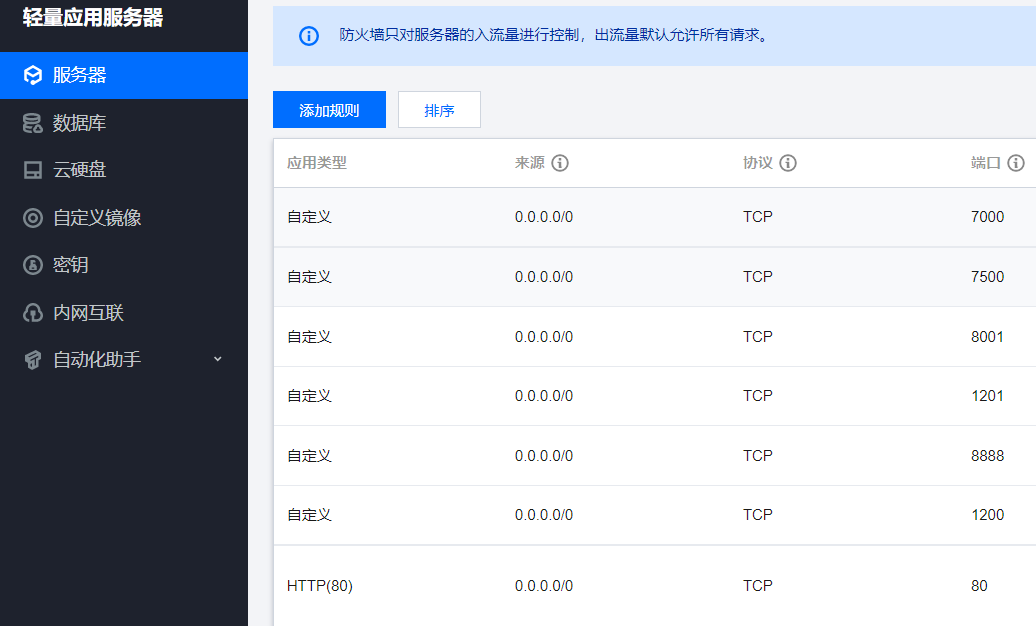 轻量应用服务器
服务器
数据库
云硬盘
自定义镜像
密钥
内网互联
自动化助手
防火墙只对服务器的入流量进行控制，出流量默认允许所有请求。
添加规则 排序
应用类型 来源 协议 端口
自定义 0.0.0.0/0 TCP 7000
自定义 0.0.0.0/0 TCP 7500
自定义 0.0.0.0/0 TCP 8001
自定义 0.0.0.0/0 TCP 1201
自定义 0.0.0.0/0 TCP 8888
自定义 0.0.0.0/0 TCP 1200
HTTP(80) 0.0.0.0/0 TCP 80